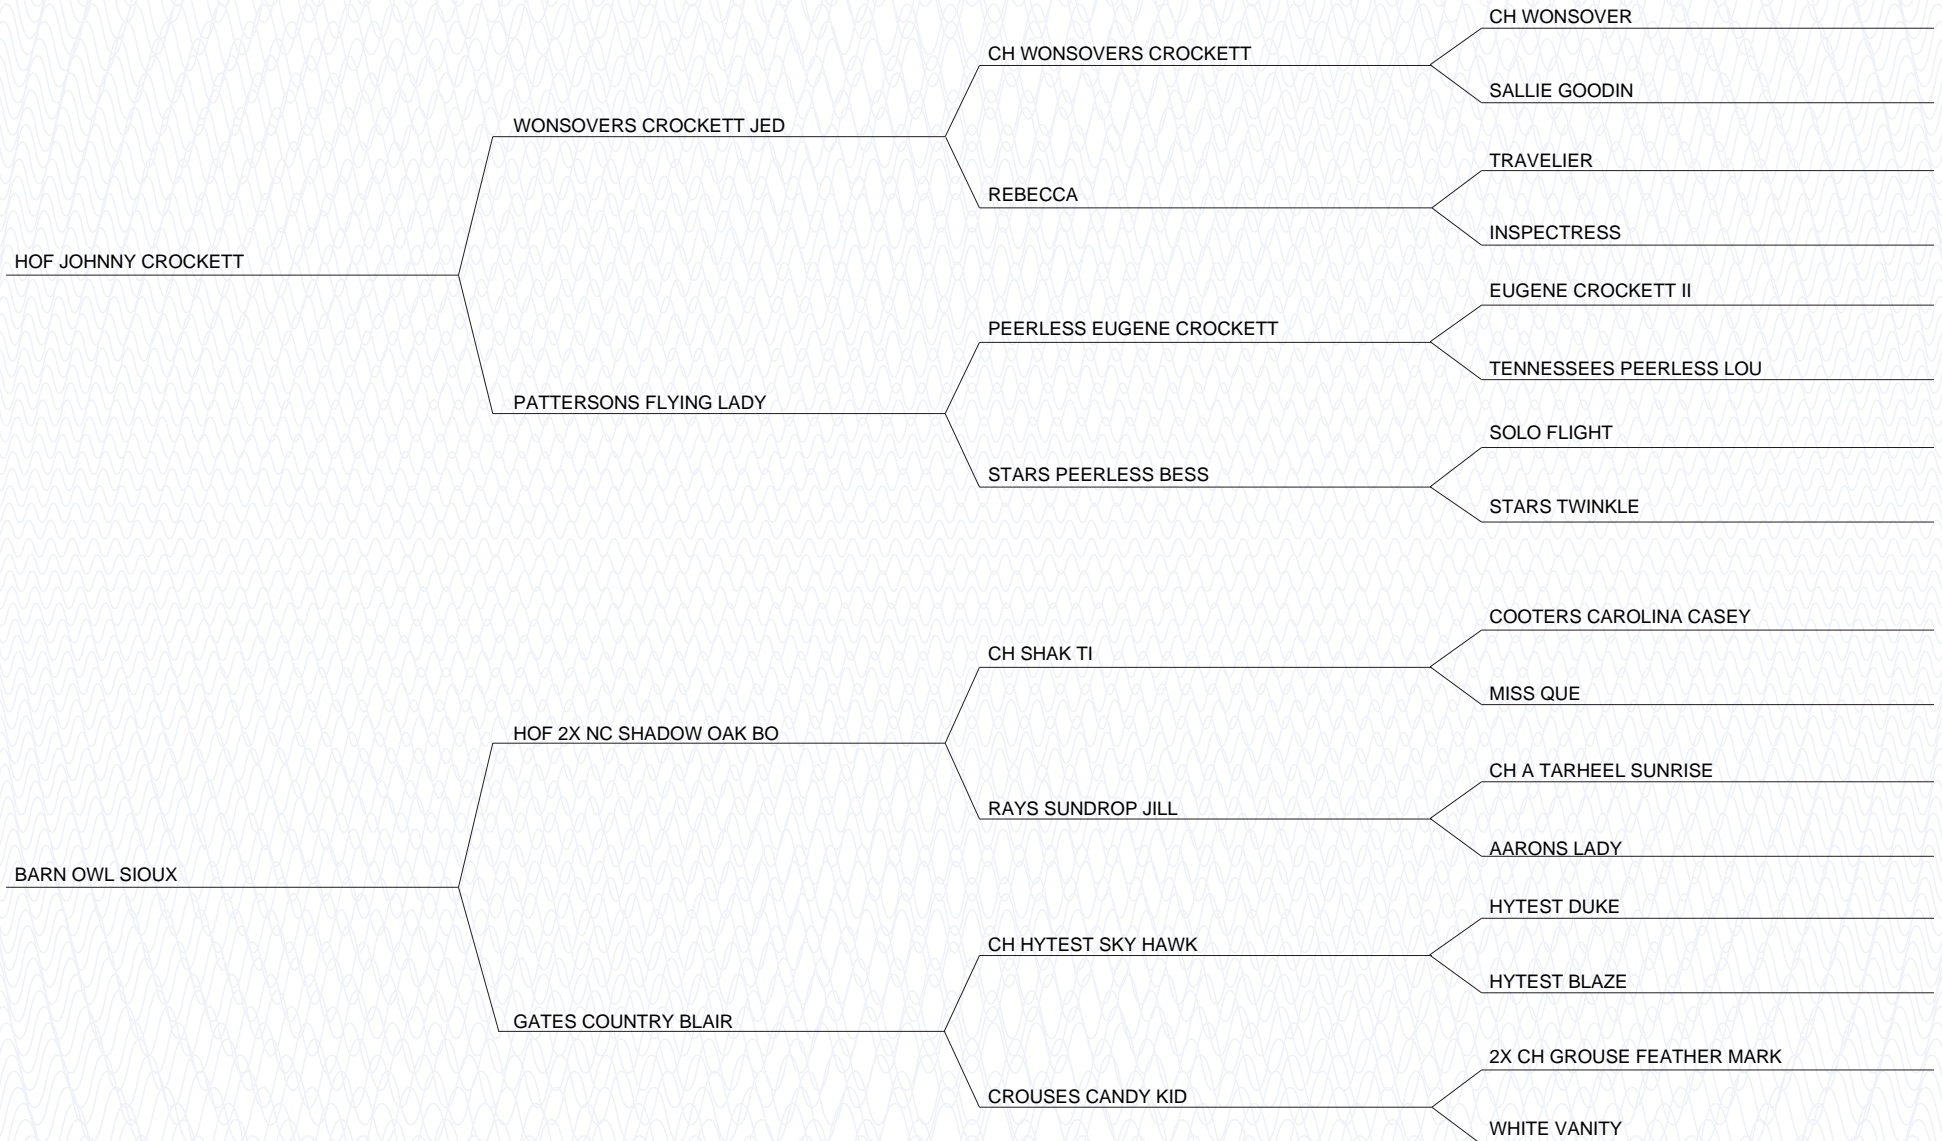 CH WONSOVER
CH WONSOVERS CROCKETT
SALLIE GOODIN
WONSOVERS CROCKETT JED
TRAVELIER
REBECCA
INSPECTRESS
HOF JOHNNY CROCKETT
EUGENE CROCKETT II
PEERLESS EUGENE CROCKETT
TENNESSEES PEERLESS LOU
PATTERSONS FLYING LADY
SOLO FLIGHT
STARS PEERLESS BESS
STARS TWINKLE
COOTERS CAROLINA CASEY
CH SHAK TI
MISS QUE
HOF 2X NC SHADOW OAK BO
CH A TARHEEL SUNRISE
RAYS SUNDROP JILL
AARONS LADY
BARN OWL SIOUX
HYTEST DUKE
CH HYTEST SKY HAWK
HYTEST BLAZE
GATES COUNTRY BLAIR
2X CH GROUSE FEATHER MARK
CROUSES CANDY KID
WHITE VANITY